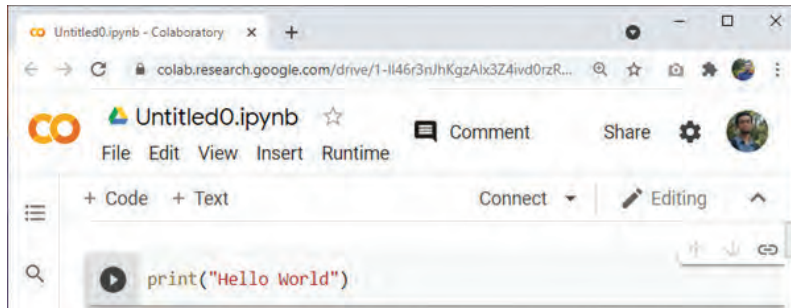 Untitled0.ipynb - Colaboratory
colab.research.google.com/drive/1-
Untitled0.ipynb
Comment Share
File Edit View Insert Runtime
+ Code + Text Connect Editing
print("Hello World")